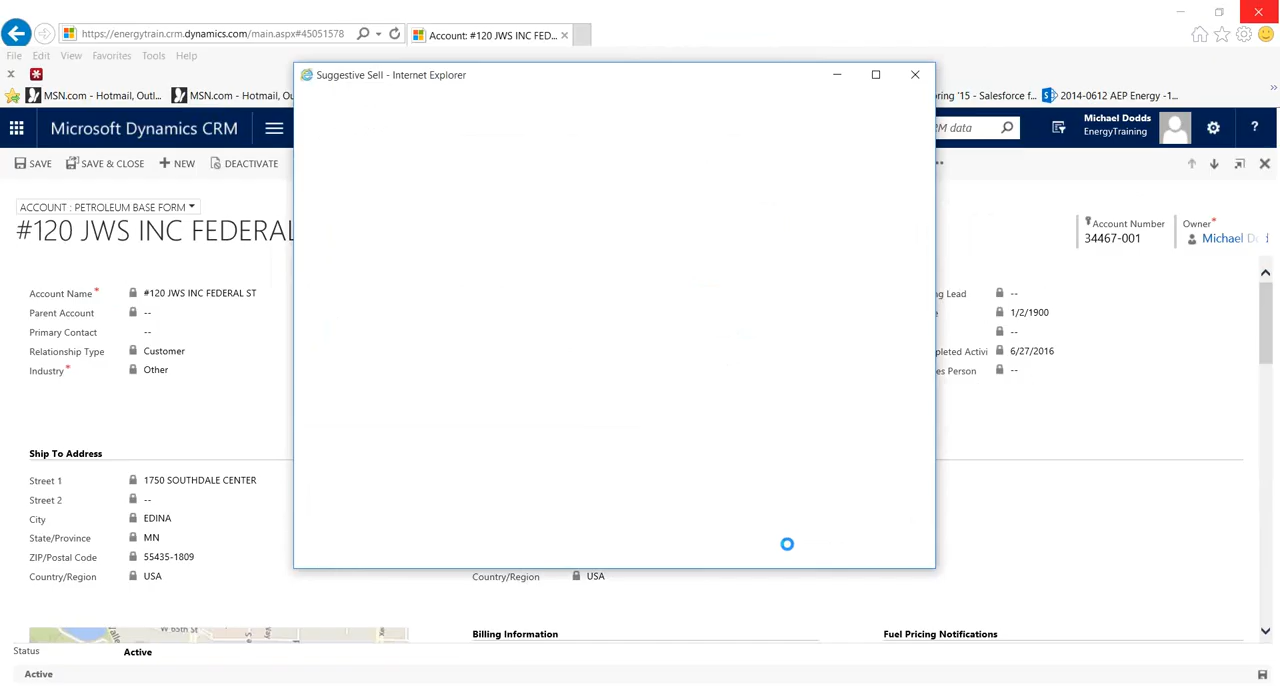 https://energytrain.crm.dynamics.com/main.aspx#45051578
Account: #120 JWS INC FED...
File Edit View Favorites Tools Help
x
MSN.com - Hotmail, Outl...
MSN.com - Hotmail, Ou
ring '15 - Salesforce f...
2014-0612 AEP Energy -1...
»
Suggestive Sell - Internet Explorer
Microsoft Dynamics CRM
RM data
Michael Dodds
EnergyTraining
?
SAVE
SAVE & CLOSE
NEW
DEACTIVATE
ACCOUNT : PETROLEUM BASE FORM
#120 JWS INC FEDERAL
Account Number
34467-001
Owner*
Michael D
Account Name* #120 JWS INC FEDERAL ST
Parent Account --
Primary Contact --
Relationship Type Customer
Industry* Other
ng Lead --
e 1/2/1900
--
pleted Activi 6/27/2016
es Person --
Ship To Address
Street 1 1750 SOUTHDALE CENTER
Street 2 --
City EDINA
State/Province MN
ZIP/Postal Code 55435-1809
Country/Region USA
Country/Region USA
W 65th St
Billing Information
Fuel Pricing Notifications
Status Active
Active